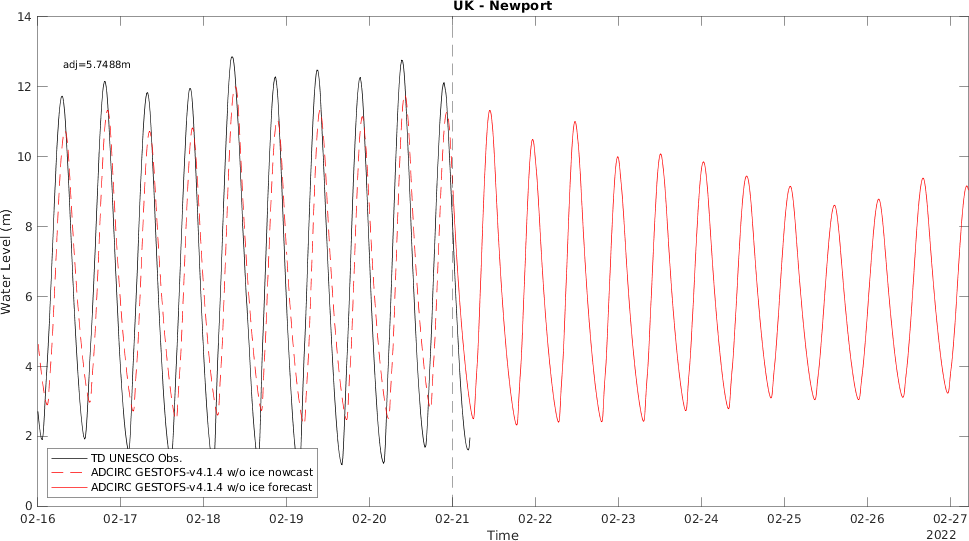 UK - Newport
14
12
10
8
6
4
2
0
adj=5.7488m
Water Level (m)
TD UNESCO Obs.
ADCIRC GESTOFS-v4.1.4 w/o ice nowcast
ADCIRC GESTOFS-v4.1.4 w/o ice forecast
02-16 02-17 02-18 02-19 02-20 02-21 02-22 02-23 02-24 02-25 02-26 02-27
Time
2022